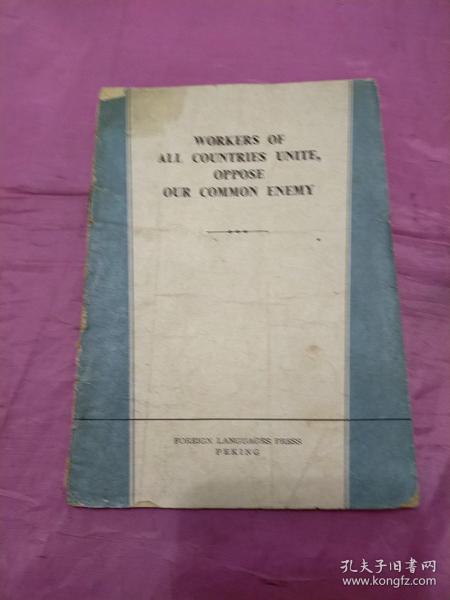 WORKERS OF
ALL COUNTRIES UNITE,
OPPOSE
OUR COMMON ENEMY
FOREIGN LANGUAGES PRESS
PEKING
孔夫子旧书网
www.kongfz.com